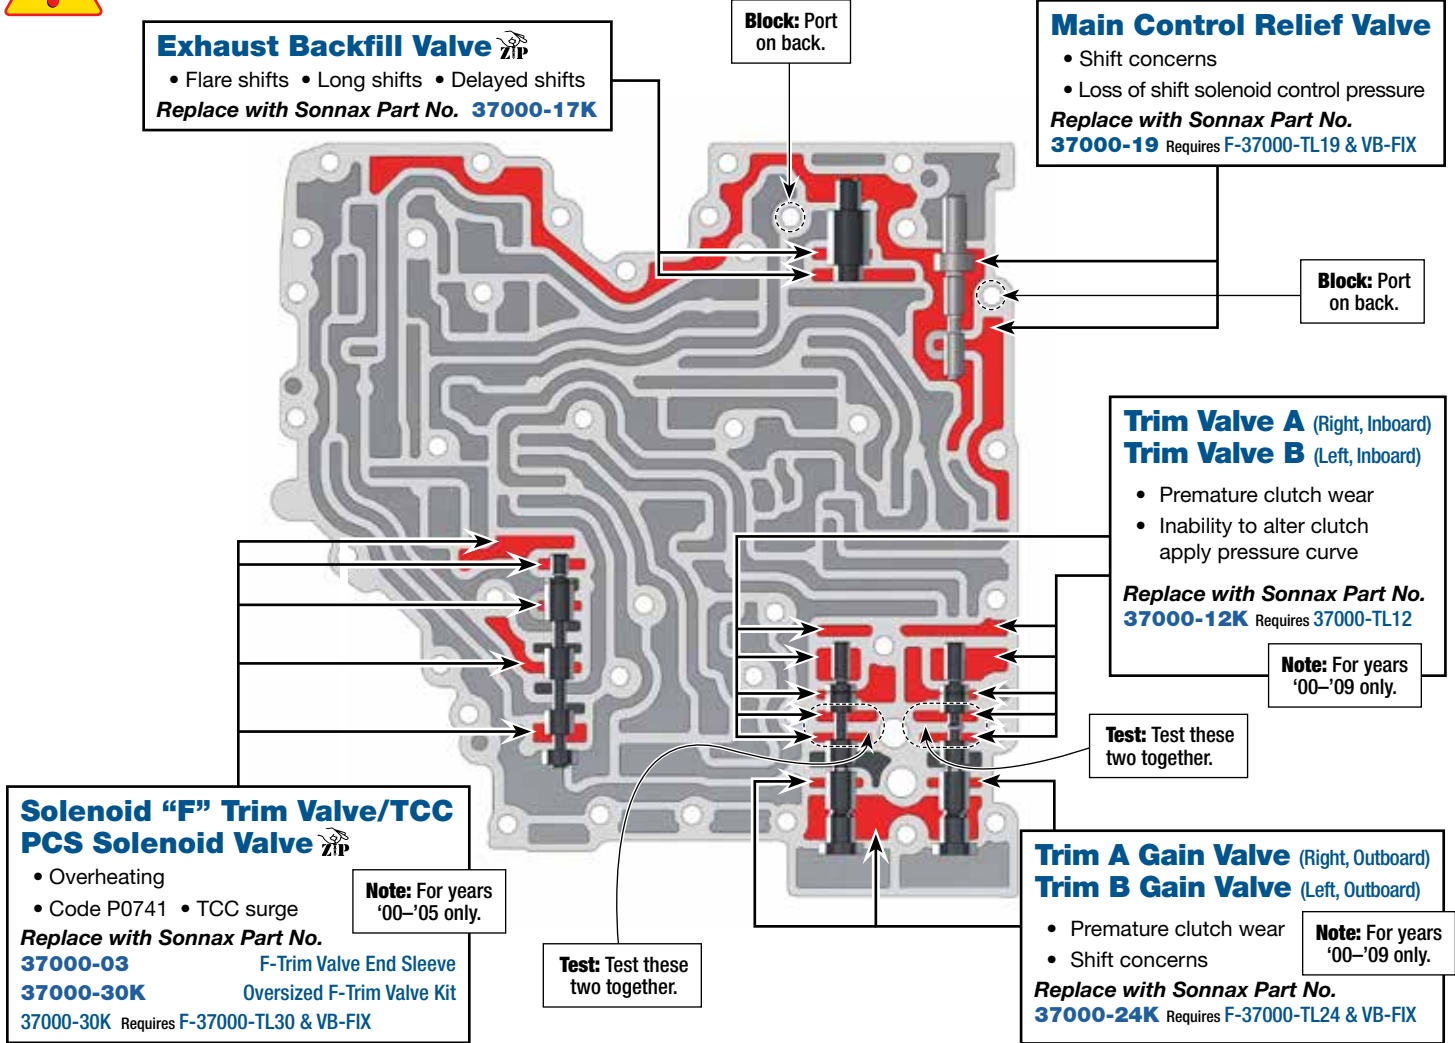 Exhaust Backfill Valve ZIP
• Flare shifts • Long shifts • Delayed shifts
Replace with Sonnax Part No. 37000-17K
Block: Port
on back.
Main Control Relief Valve
• Shift concerns
• Loss of shift solenoid control pressure
Replace with Sonnax Part No.
37000-19 Requires F-37000-TL19 & VB-FIX
Block: Port
on back.
Trim Valve A (Right, Inboard)
Trim Valve B (Left, Inboard)
• Premature clutch wear
• Inability to alter clutch
apply pressure curve
Replace with Sonnax Part No.
37000-12K Requires 37000-TL12
Note: For years
‘00–’09 only.
Test: Test these
two together.
Solenoid “F” Trim Valve/TCC
PCS Solenoid Valve ZIP
• Overheating
• Code P0741 • TCC surge
Note: For years
‘00–’05 only.
Replace with Sonnax Part No.
37000-03 F-Trim Valve End Sleeve
37000-30K Oversized F-Trim Valve Kit
37000-30K Requires F-37000-TL30 & VB-FIX
Test: Test these
two together.
Trim A Gain Valve (Right, Outboard)
Trim B Gain Valve (Left, Outboard)
• Premature clutch wear
• Shift concerns
Note: For years
‘00–’09 only.
Replace with Sonnax Part No.
37000-24K Requires F-37000-TL24 & VB-FIX